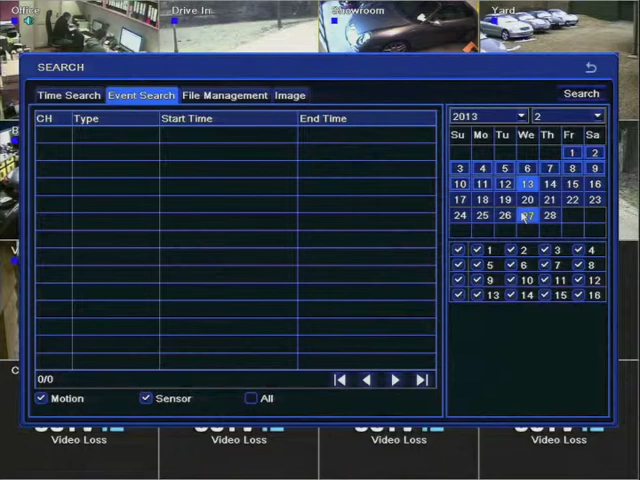 Office
Drive In
Showroom
Yard
SEARCH
Time Search Event Search File Management Image
Search
CH Type Start Time End Time
2013 2
Su Mo Tu We Th Fr Sa
1 2
3 4 5 6 7 8 9
10 11 12 13 14 15 16
17 18 19 20 21 22 23
24 25 26 27 28
1 2 3 4
5 6 7 8
9 10 11 12
13 14 15 16
0/0
Motion Sensor All
Video Loss Video Loss Video Loss Video Loss